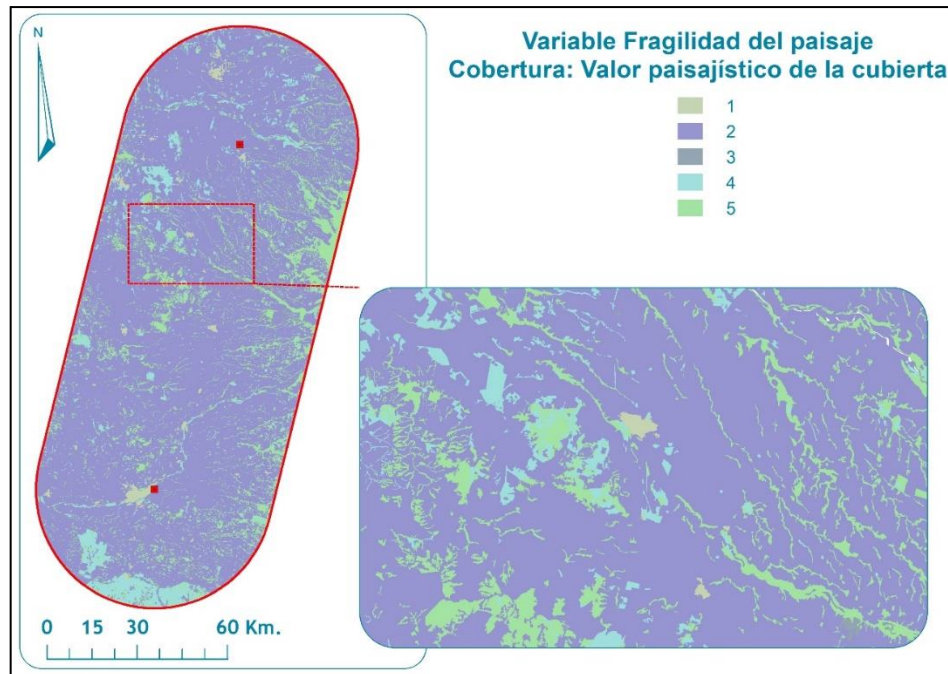 N
Variable Fragilidad del paisaje
Cobertura: Valor paisajístico de la cubierta
1
2
3
4
5
0 15 30 60 Km.